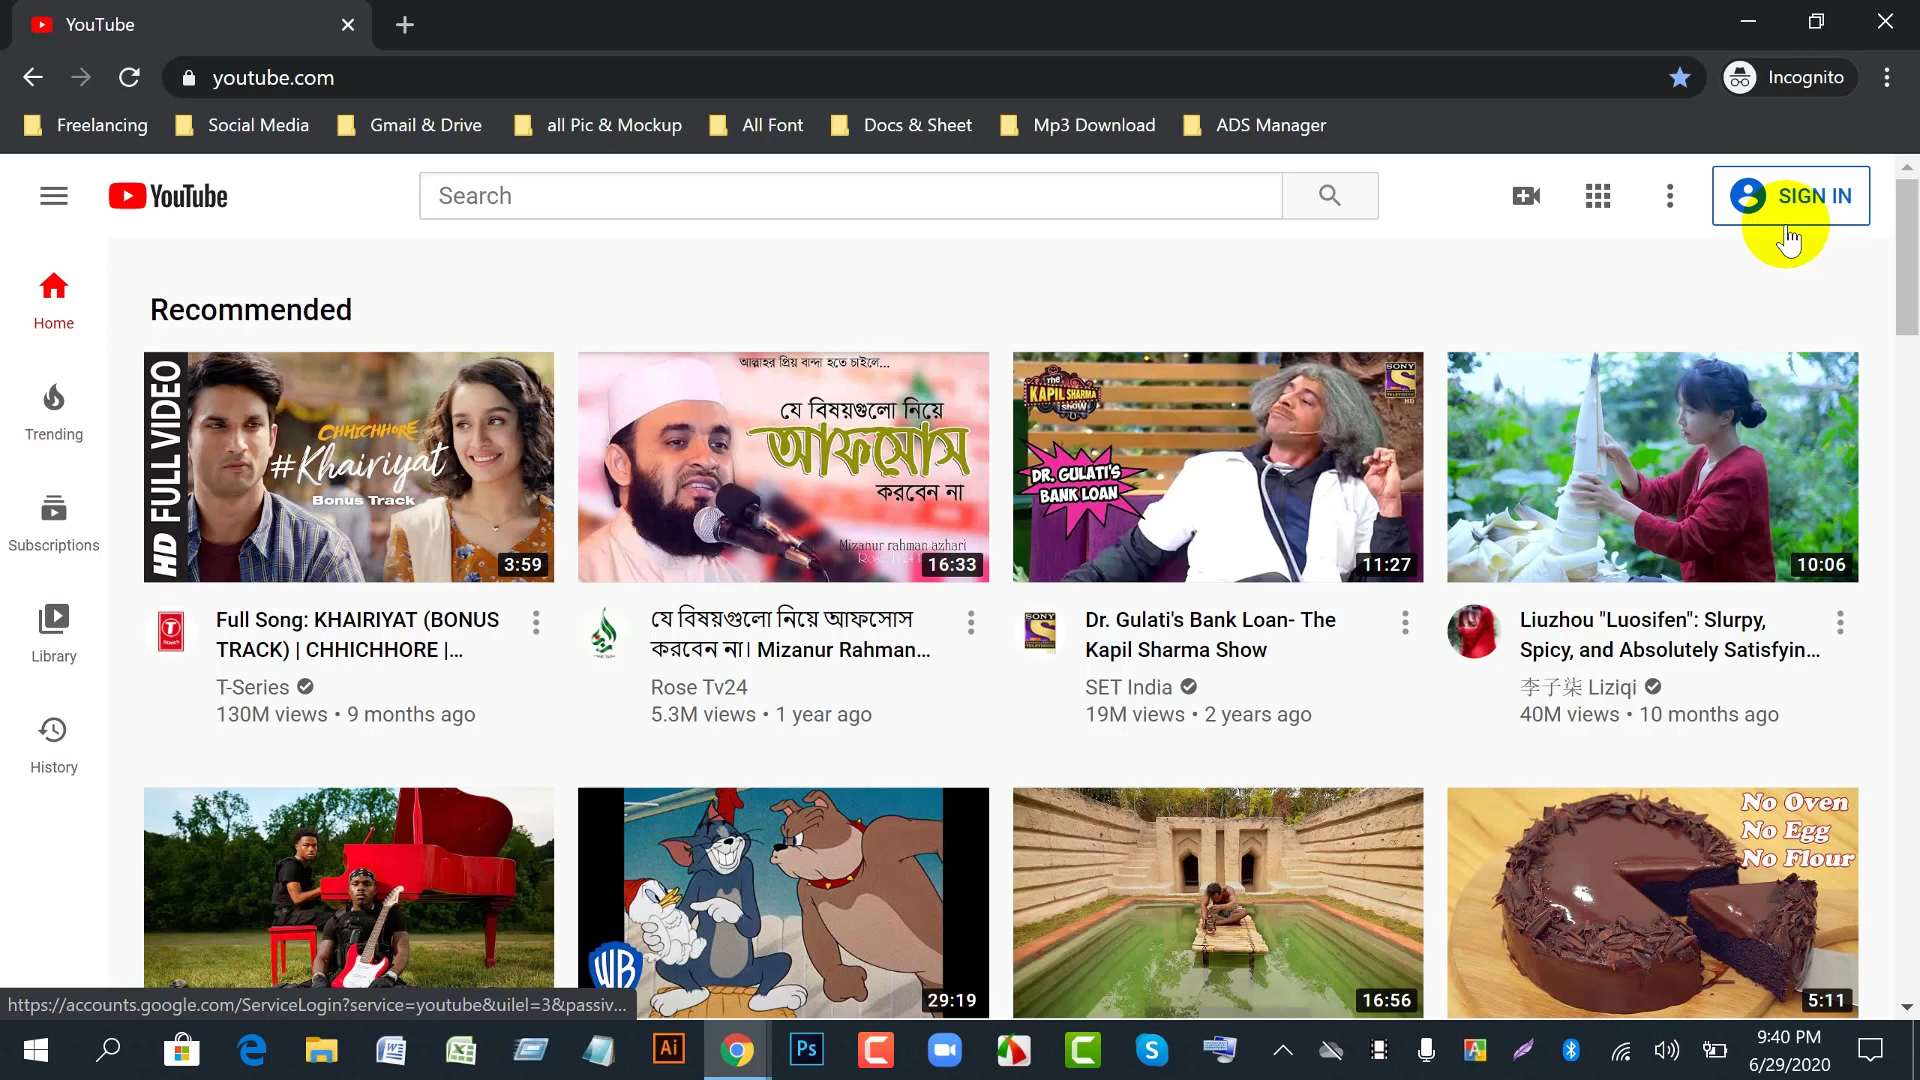 YouTube
youtube.com
Incognito
Freelancing
Social Media
Gmail & Drive
all Pic & Mockup
All Font
Docs & Sheet
Mp3 Download
ADS Manager
YouTube
Search
SIGN IN
Home
Trending
Subscriptions
Library
History
Recommended
HD FULL VIDEO
CHHICHHORE
#Khairiyat
Bonus Track
3:59
Full Song: KHAIRIYAT (BONUS
TRACK) | CHHICHHORE |...
T-Series
130M views • 9 months ago
আল্লাহর প্রিয় বান্দা হতে চাইলে...
যে বিষয়গুলো নিয়ে
আফসোস
করবেন না
Mizanur rahman azhari
16:33
যে বিষয়গুলো নিয়ে আফসোস
করবেন না। Mizanur Rahman...
Rose Tv24
5.3M views • 1 year ago
The
KAPIL SHARMA
Show
SONY
HD
DR. GULATI'S
BANK LOAN
11:27
SONY
Dr. Gulati's Bank Loan- The
Kapil Sharma Show
SET India
19M views • 2 years ago
10:06
Liuzhou "Luosifen": Slurpy,
Spicy, and Absolutely Satisfyin...
李子柒 Liziqi
40M views • 10 months ago
WB
29:19
16:56
No Oven
No Egg
No Flour
5:11
https://accounts.google.com/ServiceLogin?service=youtube&uilel=3&passiv...
Ai
Ps
9:40 PM
6/29/2020